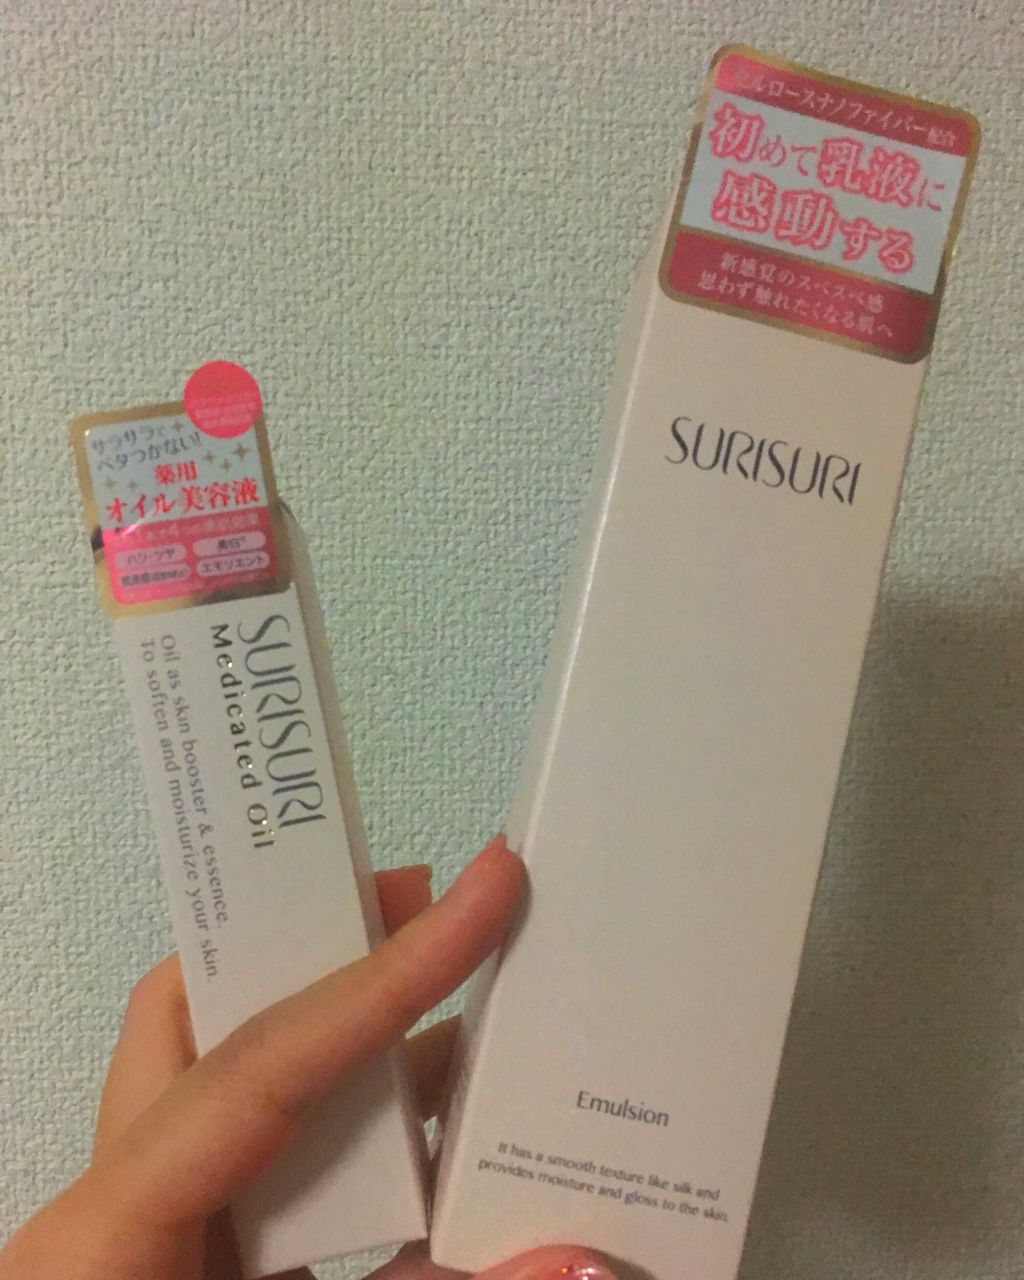 サラサラで
ベタつかない!
薬用
オイル美容液
ハリ・ツヤ
美白*
エモリエント
SURISURI
Medicated Oil
Oil as skin booster & essence.
To soften and moisturize your skin.
セルロースナノファイバー配合
初めて乳液に
感動する
新感覚のスベスベ感
思わず触れたくなる肌へ
SURISURI
Emulsion
It has a smooth texture like silk and
provides moisture and gloss to the skin